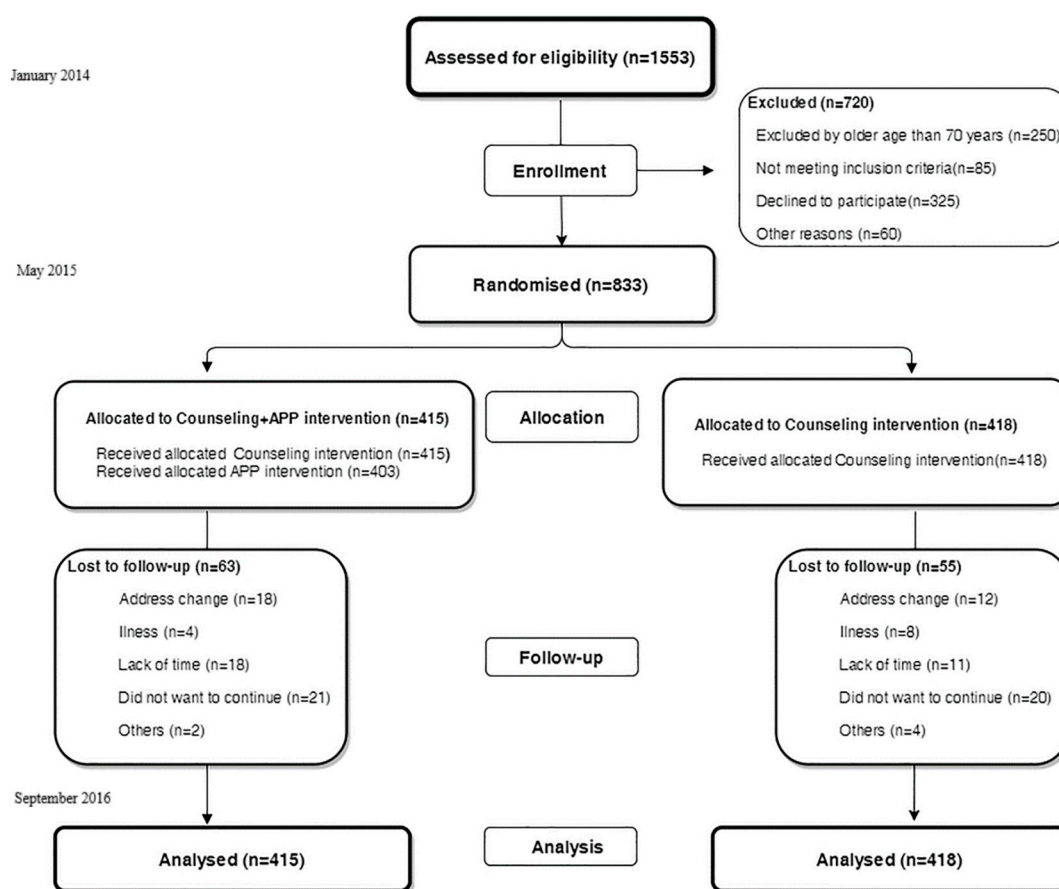 Assessed for eligibility (n=1553)
January 2014
Excluded (n=720)
Excluded by older age than 70 years (n=250)
Not meeting inclusion criteria(n=85)
Declined to participate(n=325)
Other reasons (n=60)
Enrollment
May 2015
Randomised (n=833)
Allocated to Counseling+APP intervention (n=415)
Received allocated Counseling intervention (n=415)
Received allocated APP intervention (n=403)
Allocation
Allocated to Counseling intervention (n=418)
Received allocated Counseling intervention(n=418)
Lost to follow-up (n=63)
Address change (n=18)
Ilness (n=4)
Lack of time (n=18)
Did not want to continue (n=21)
Others (n=2)
Follow-up
Lost to follow-up (n=55)
Address change (n=12)
Ilness (n=8)
Lack of time (n=11)
Did not want to continue (n=20)
Others (n=4)
September 2016
Analysed (n=415)
Analysis
Analysed (n=418)